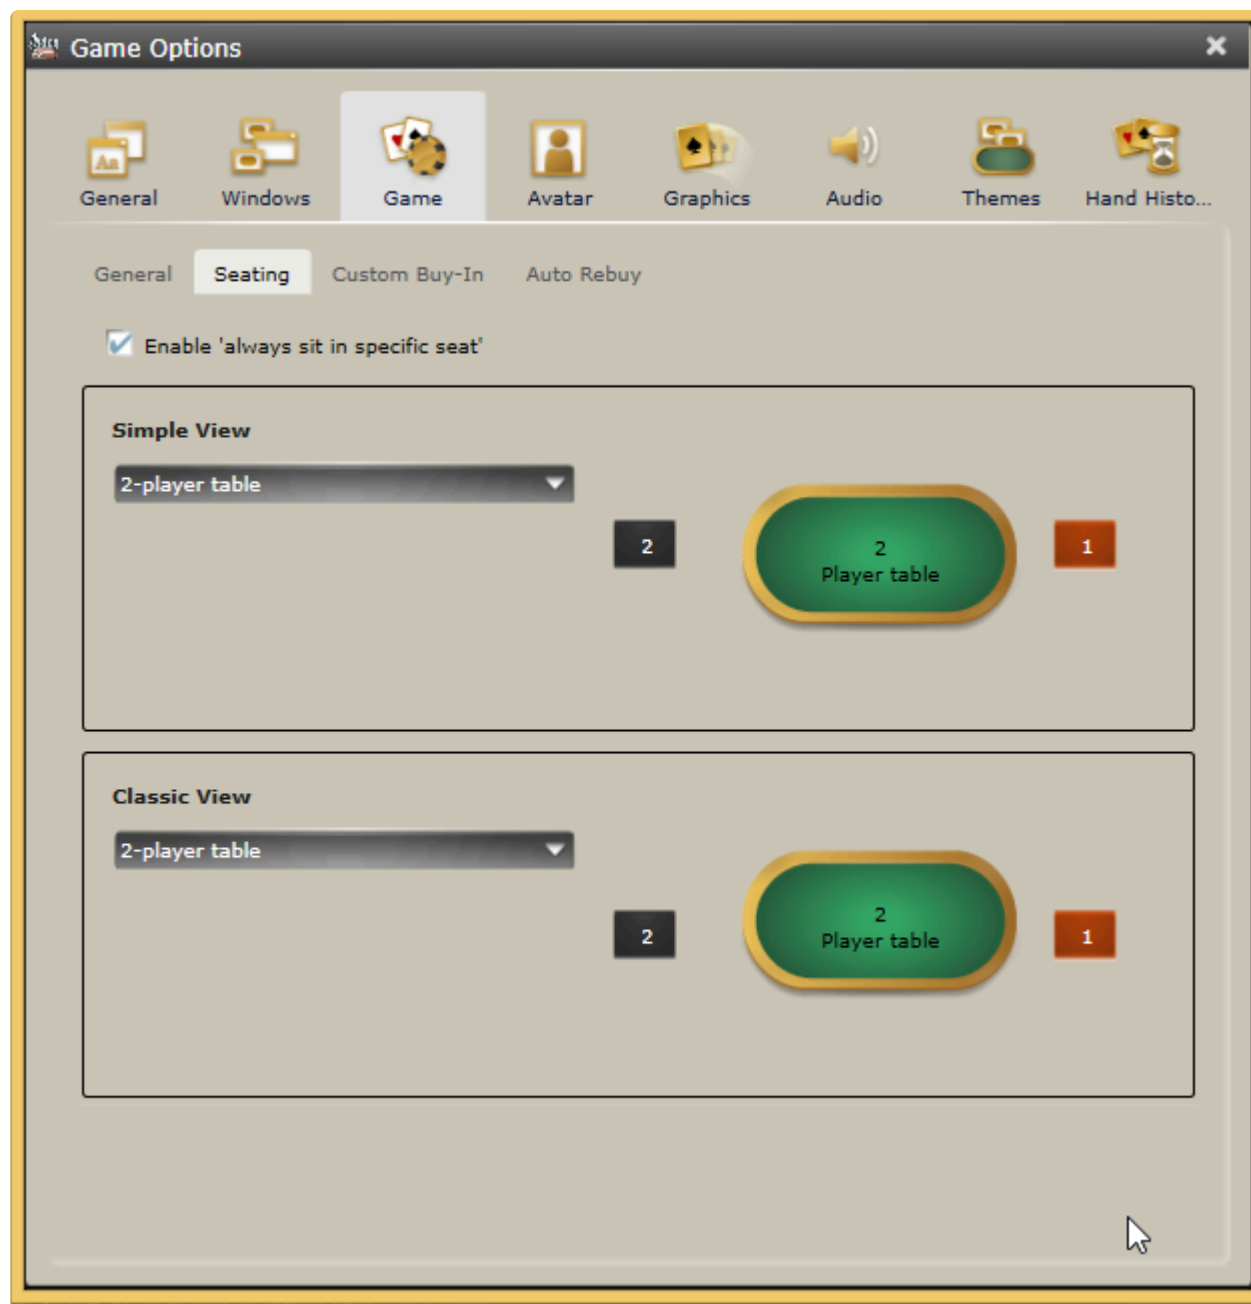 Game Options
General Windows Game Avatar Graphics Audio Themes Hand Histo...
General Seating Custom Buy-In Auto Rebuy
Enable 'always sit in specific seat'
Simple View
2-player table
2
2
Player table
1
Classic View
2-player table
2
2
Player table
1